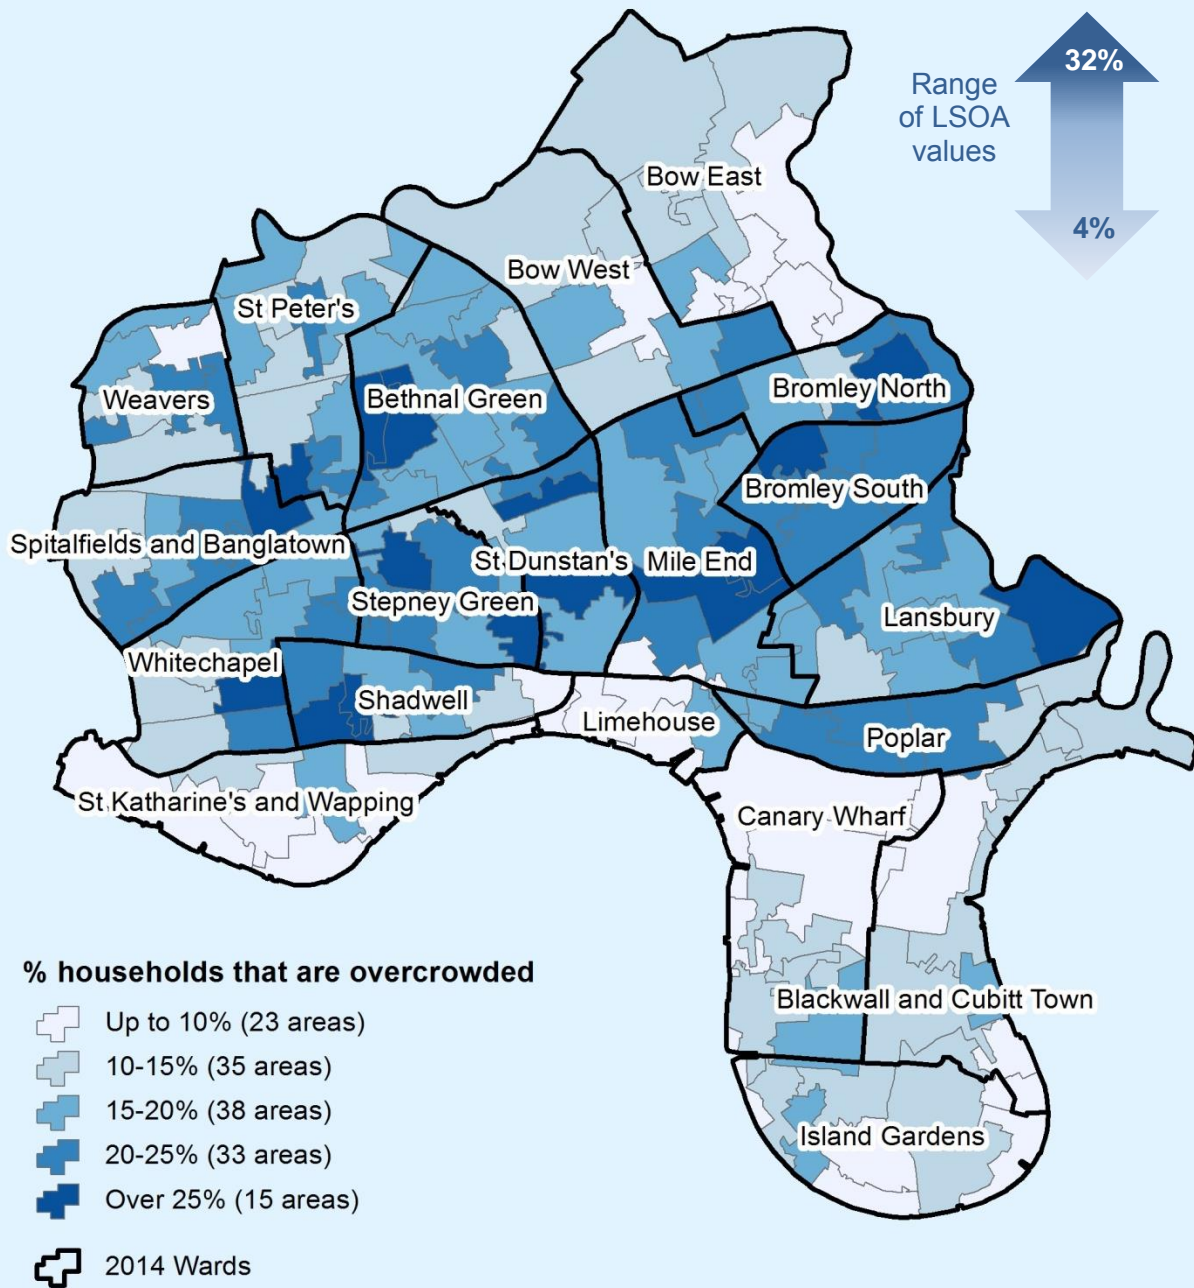 32%
Range
of LSOA
values
4%
Bow East
Bow West
St Peter's
Weavers
Bethnal Green
Bromley North
Bromley South
Spitalfields and Banglatown
St Dunstan's
Mile End
Stepney Green
Lansbury
Whitechapel
Shadwell
Limehouse
Poplar
St Katharine's and Wapping
Canary Wharf
Blackwall and Cubitt Town
Island Gardens
% households that are overcrowded
Up to 10% (23 areas)
10-15% (35 areas)
15-20% (38 areas)
20-25% (33 areas)
Over 25% (15 areas)
2014 Wards